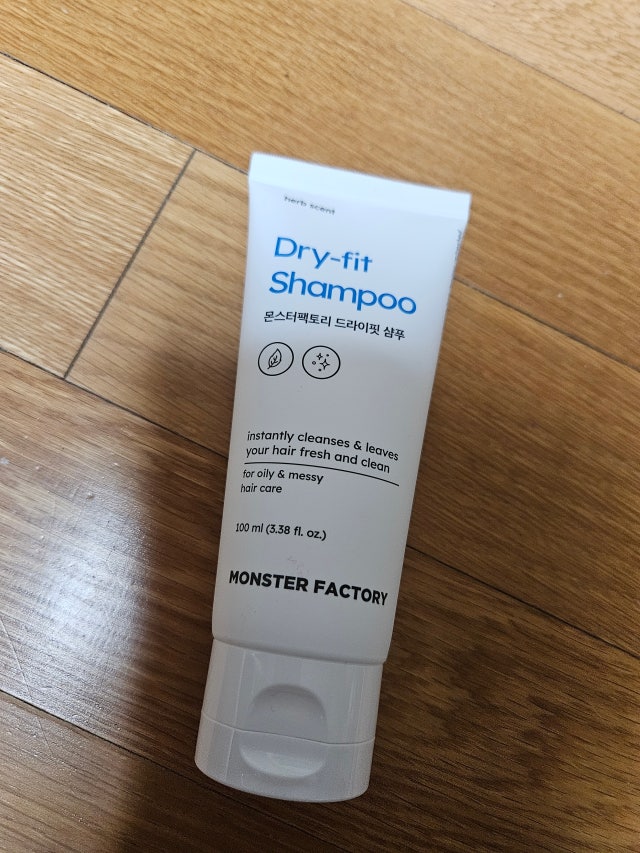 herb scent
Dry-fit
Shampoo
몬스터팩토리 드라이핏 샴푸
instantly cleanses & leaves
your hair fresh and clean
for oily & messy
hair care
100 ml (3.38 fl. oz.)
MONSTER FACTORY